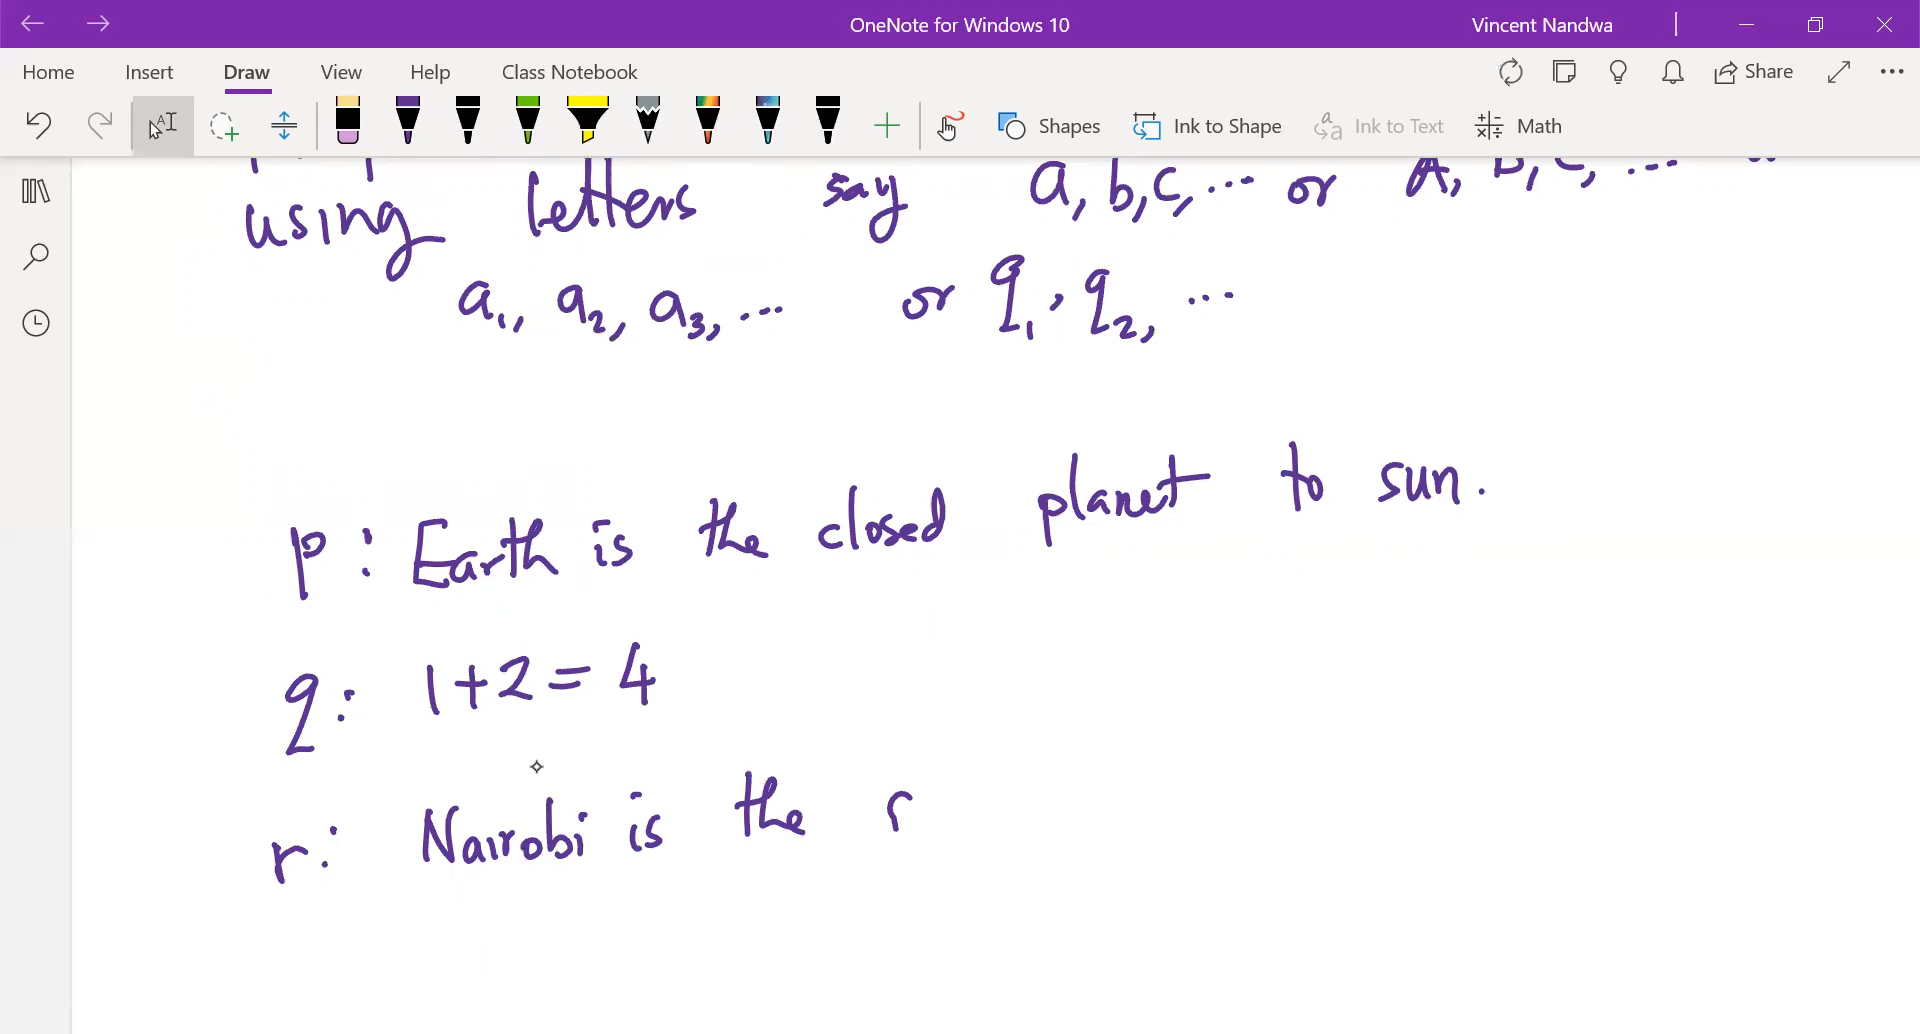 OneNote for Windows 10 Vincent Nandwa
Home Insert Draw View Help Class Notebook Share
Shapes Ink to Shape Ink to Text Math
using letters say a, b, c, ... or A, B, C, ...
a₁, a₂, a₃, ... or q₁, q₂, ...
p: Earth is the closed planet to sun.
q: 1+2=4
r: Nairobi is the